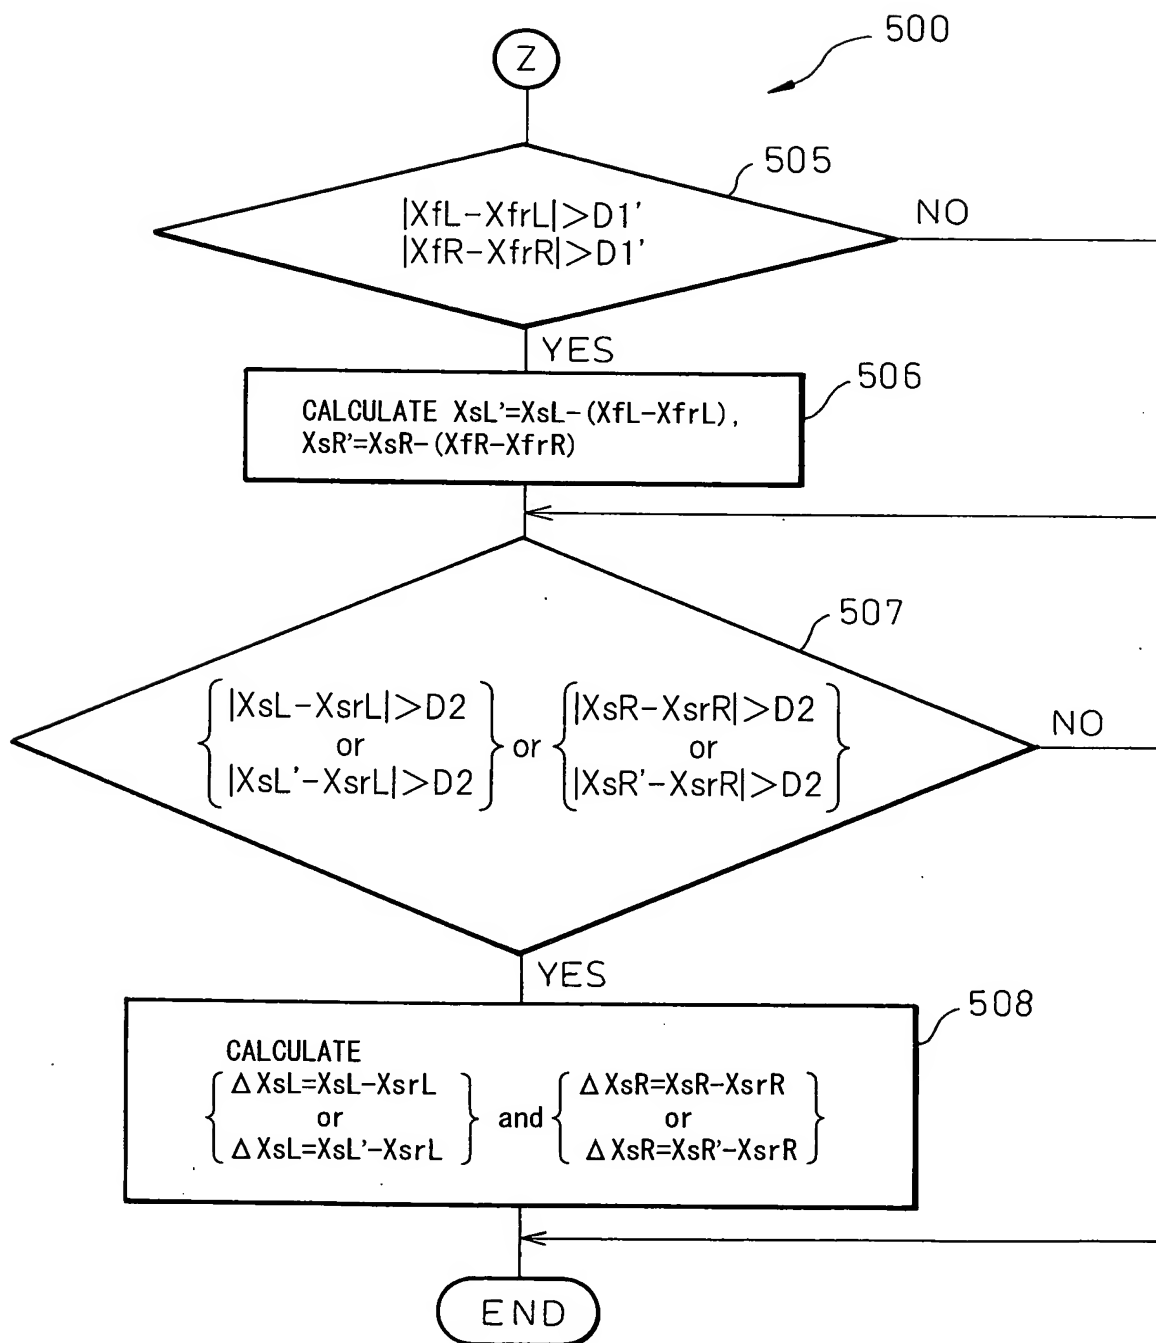 500
Z
505
|XfL-XfrL|>D1'
|XfR-XfrR|>D1'
NO
YES
506
CALCULATE XsL'=XsL-(XfL-XfrL),
XsR'=XsR-(XfR-XfrR)
507
|XsL-XsrL|>D2
or
|XsL'-XsrL|>D2
or
|XsR-XsrR|>D2
or
|XsR'-XsrR|>D2
NO
YES
508
CALCULATE
ΔXsL=XsL-XsrL
or
ΔXsL=XsL'-XsrL
and
ΔXsR=XsR-XsrR
or
ΔXsR=XsR'-XsrR
END